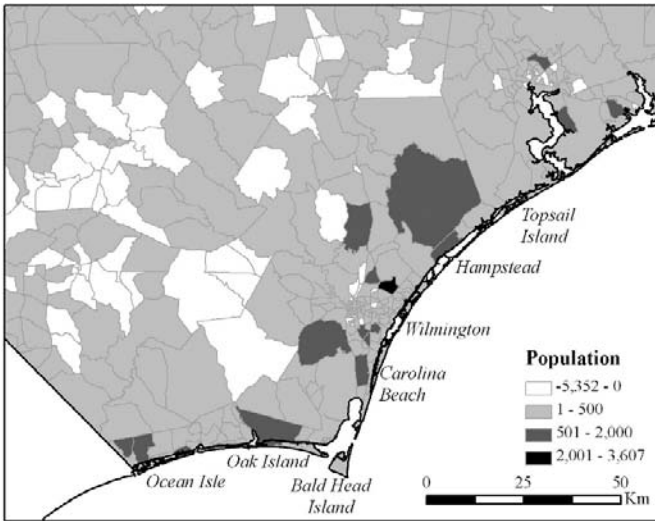 Topsail
Island
Hampstead
Wilmington
Carolina
Beach
Population
-5,352 - 0
1 - 500
501 - 2,000
2,001 - 3,607
Oak Island
Ocean Isle
Bald Head
Island
0 25 50
Km